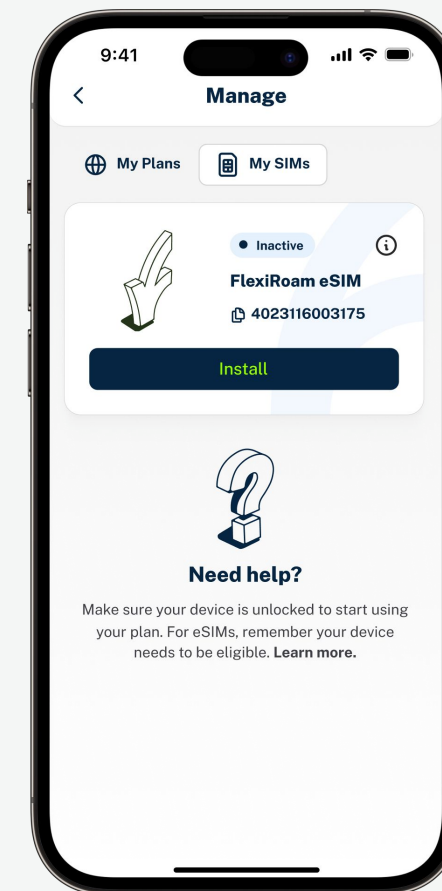 9:41
Manage
My Plans
My SIMs
Inactive
FlexiRoam eSIM
4023116003175
Install
Need help?
Make sure your device is unlocked to start using
your plan. For eSIMs, remember your device
needs to be eligible. Learn more.